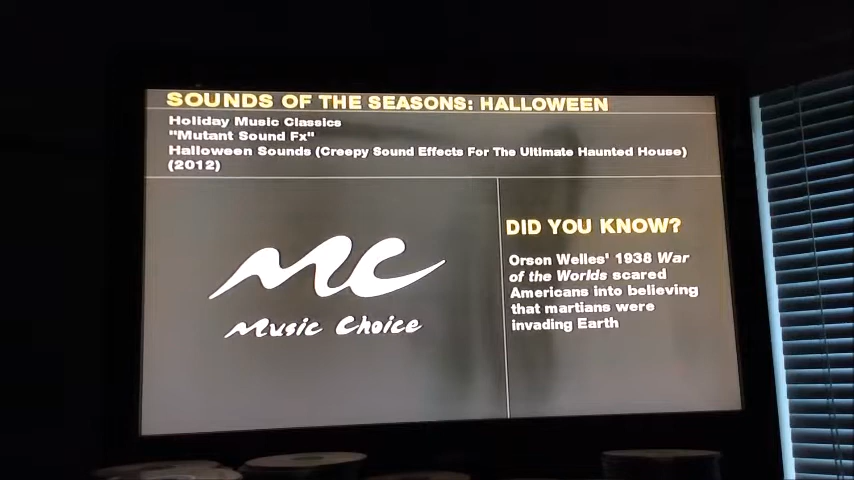 SOUNDS OF THE SEASONS: HALLOWEEN
Holiday Music Classics
"Mutant Sound Fx"
Halloween Sounds (Creepy Sound Effects For The Ultimate Haunted House)
(2012)
MC
Music Choice
DID YOU KNOW?
Orson Welles' 1938 War
of the Worlds scared
Americans into believing
that martians were
invading Earth